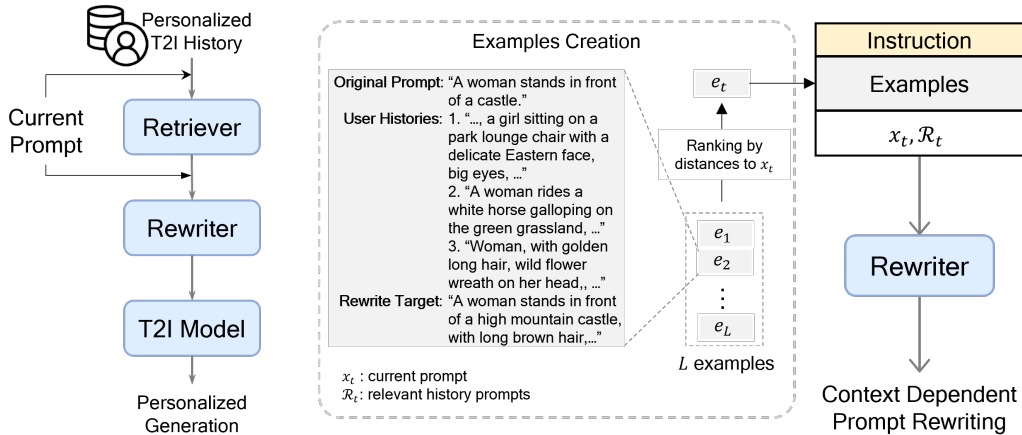 Personalized
T2I History
Current
Prompt
Retriever
Rewriter
T2I Model
Personalized
Generation
Examples Creation
Original Prompt: “A woman stands in front
of a castle.”
User Histories: 1. “..., a girl sitting on a
park lounge chair with a
delicate Eastern face,
big eyes, ...”
2. “A woman rides a
white horse galloping on
the green grassland, ...”
3. “Woman, with golden
long hair, wild flower
wreath on her head,, ...”
Rewrite Target: “A woman stands in front
of a high mountain castle,
with long brown hair,...”
x_t : current prompt
ℛ_t : relevant history prompts
e_t
Ranking by
distances to x_t
e_1
e_2
⋮
e_L
L examples
Instruction
Examples
x_t, ℛ_t
Rewriter
Context Dependent
Prompt Rewriting